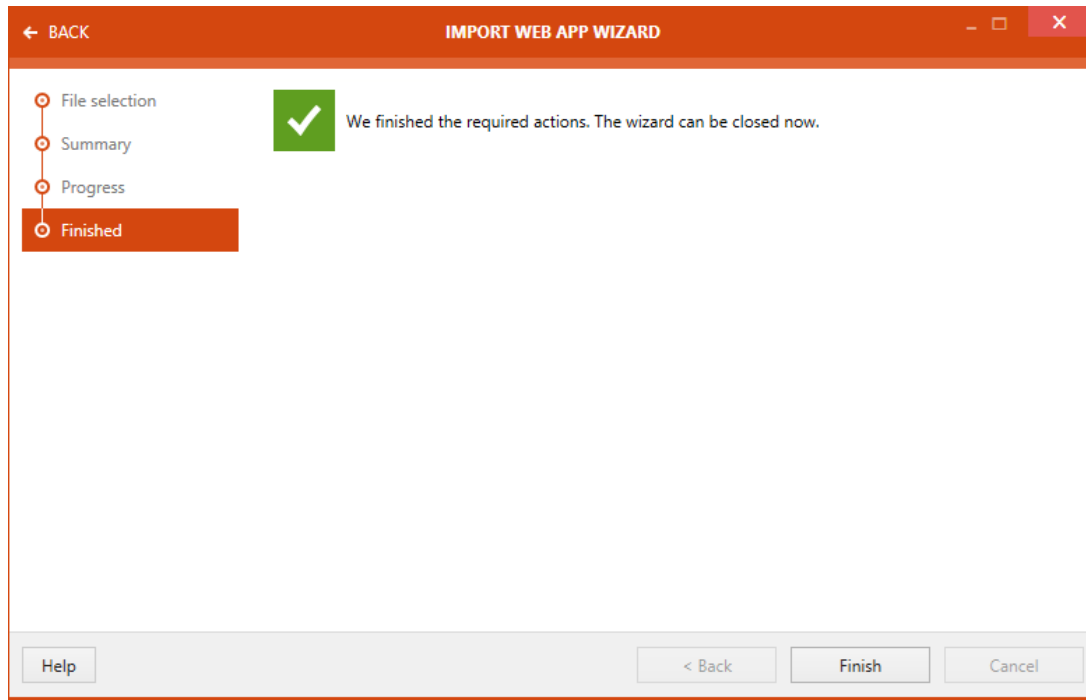 BACK
IMPORT WEB APP WIZARD
File selection
Summary
Progress
Finished
We finished the required actions. The wizard can be closed now.
Help
< Back
Finish
Cancel